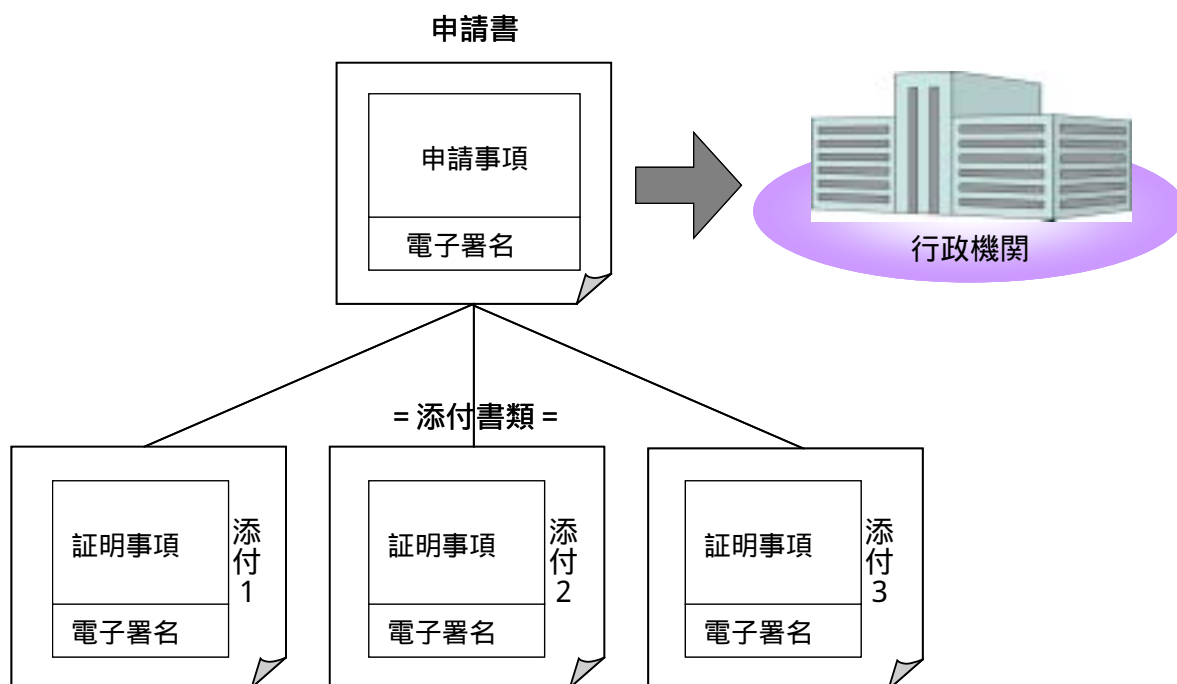 申請書
申請事項
電子署名
行政機関
= 添付書類 =
証明事項
電子署名
添付1
証明事項
電子署名
添付2
証明事項
電子署名
添付3